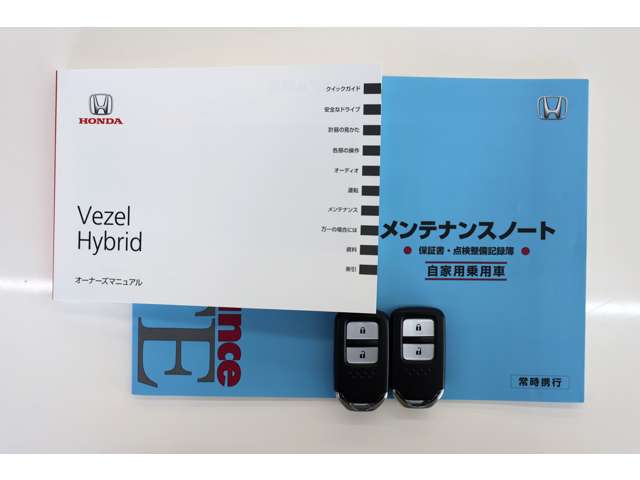 HONDA
Vezel
Hybrid
オーナーズマニュアル
クイックガイド
安全なドライブ
計器の見かた
各部の操作
オーディオ
運転
メンテナンス
万一の場合には
資料
索引
メンテナンスノート
● 保証書・点検整備記録簿 ●
自家用乗用車
常時携行